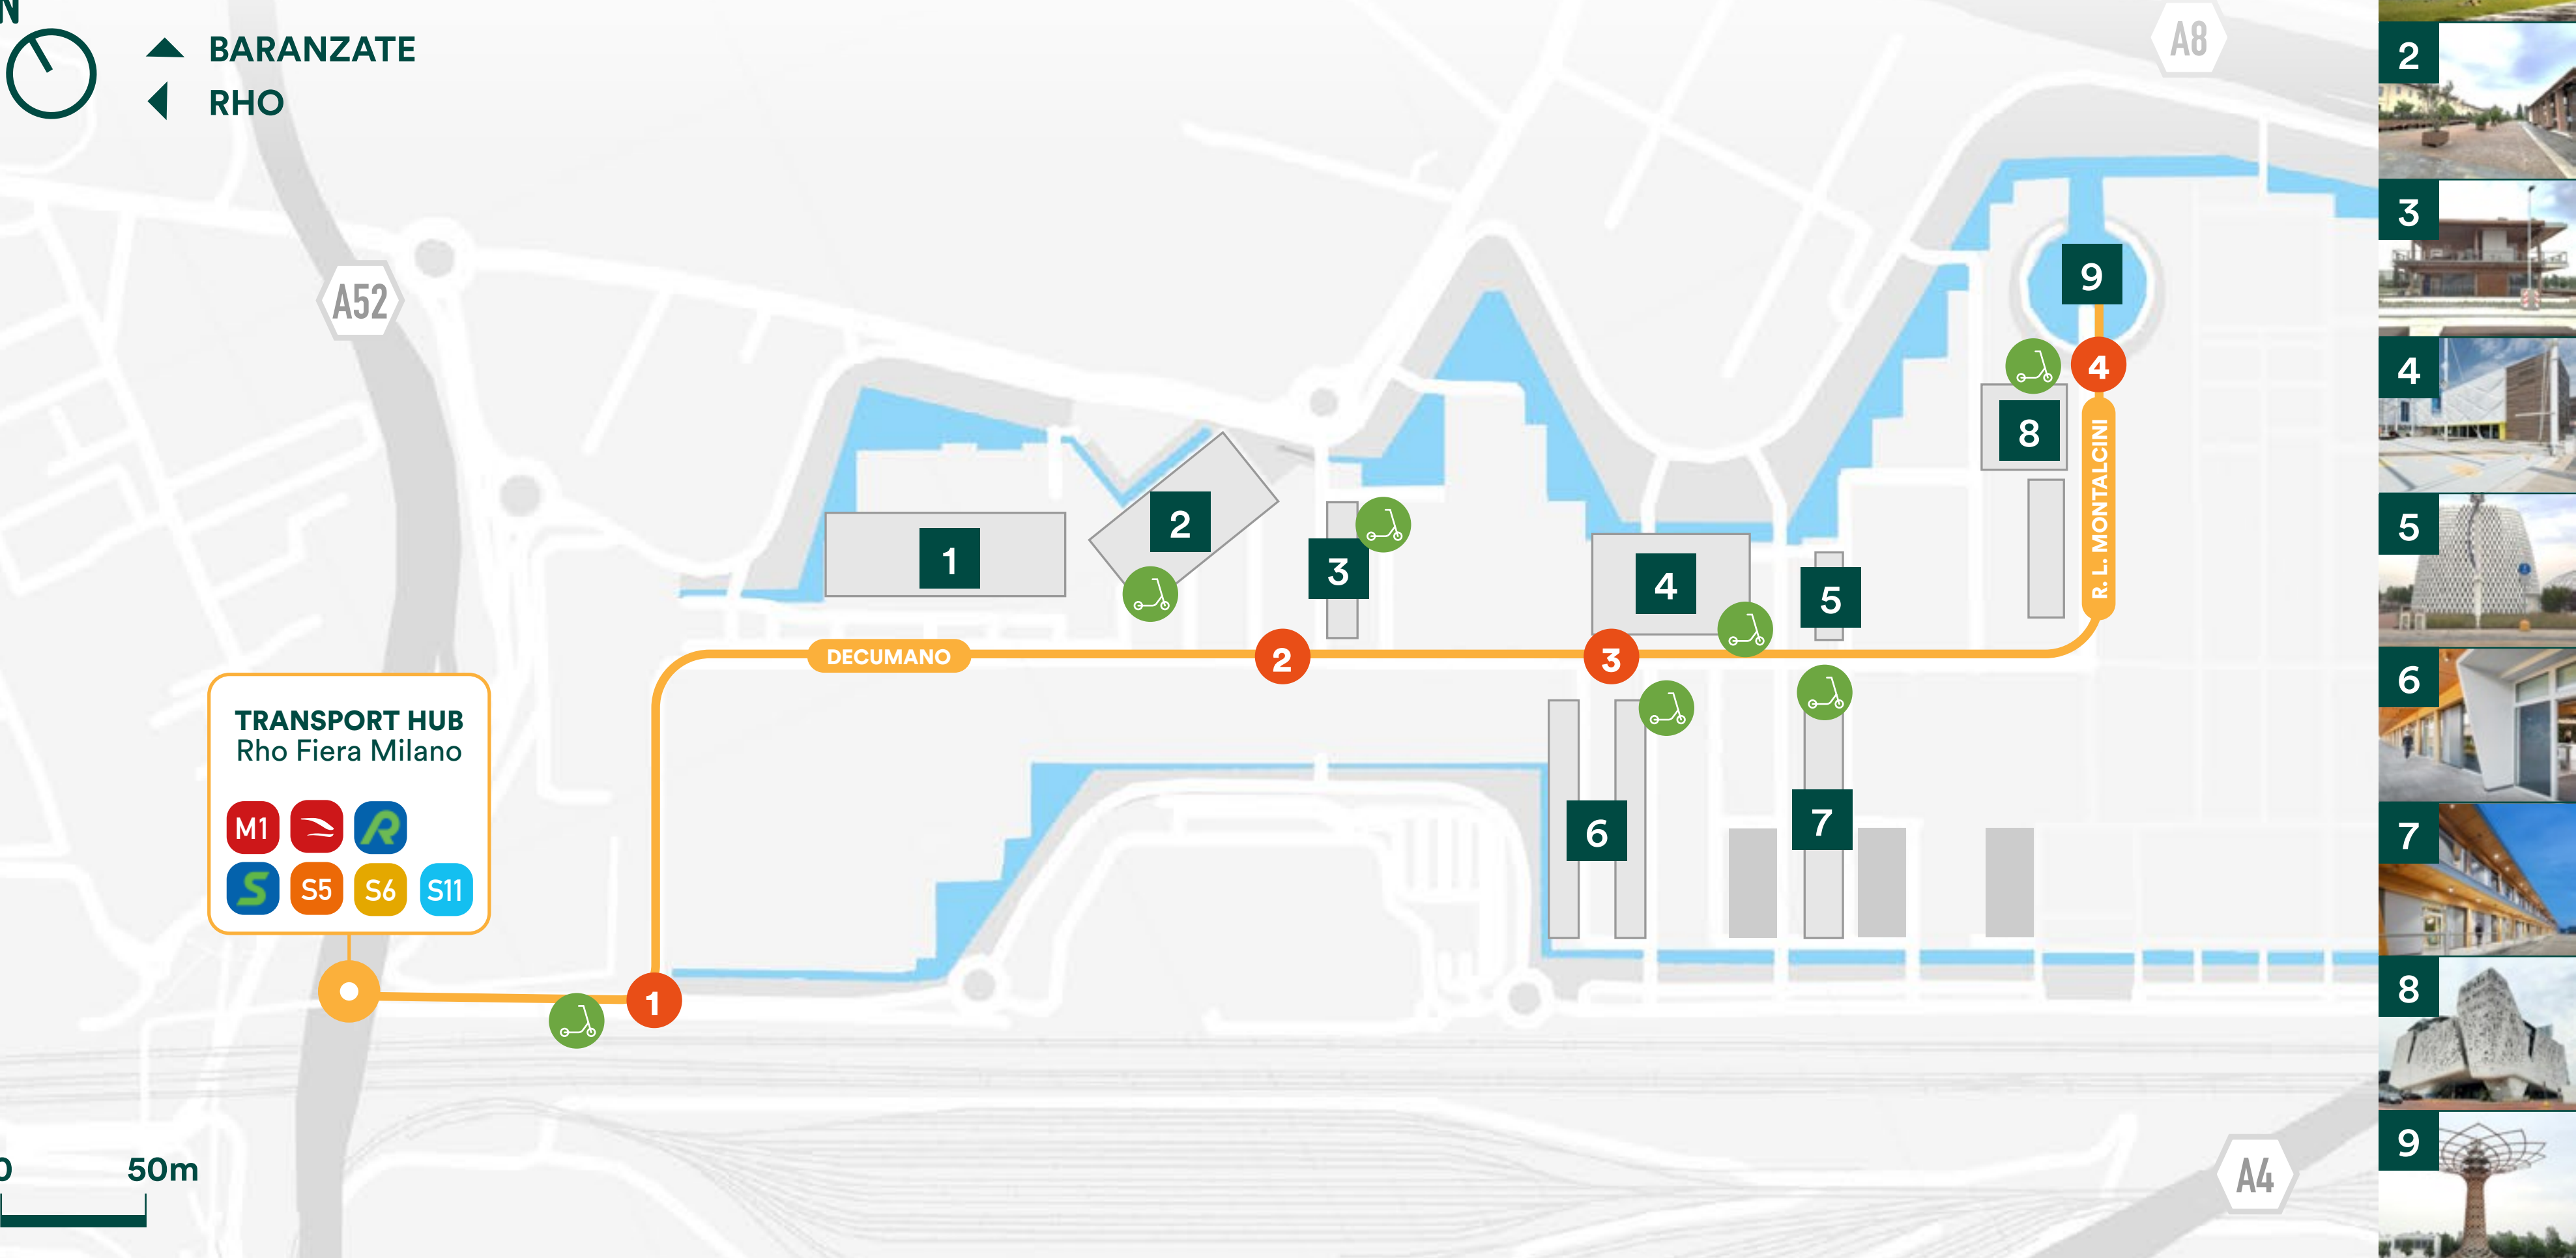 N
BARANZATE
RHO
A8
A52
A4
9
4
8
R. L. MONTALCINI
1
2
3
4
5
DECUMANO
2
3
TRANSPORT HUB
Rho Fiera Milano
M1
R
S
S5
S6
S11
6
7
1
0
50m
2
3
4
5
6
7
8
9